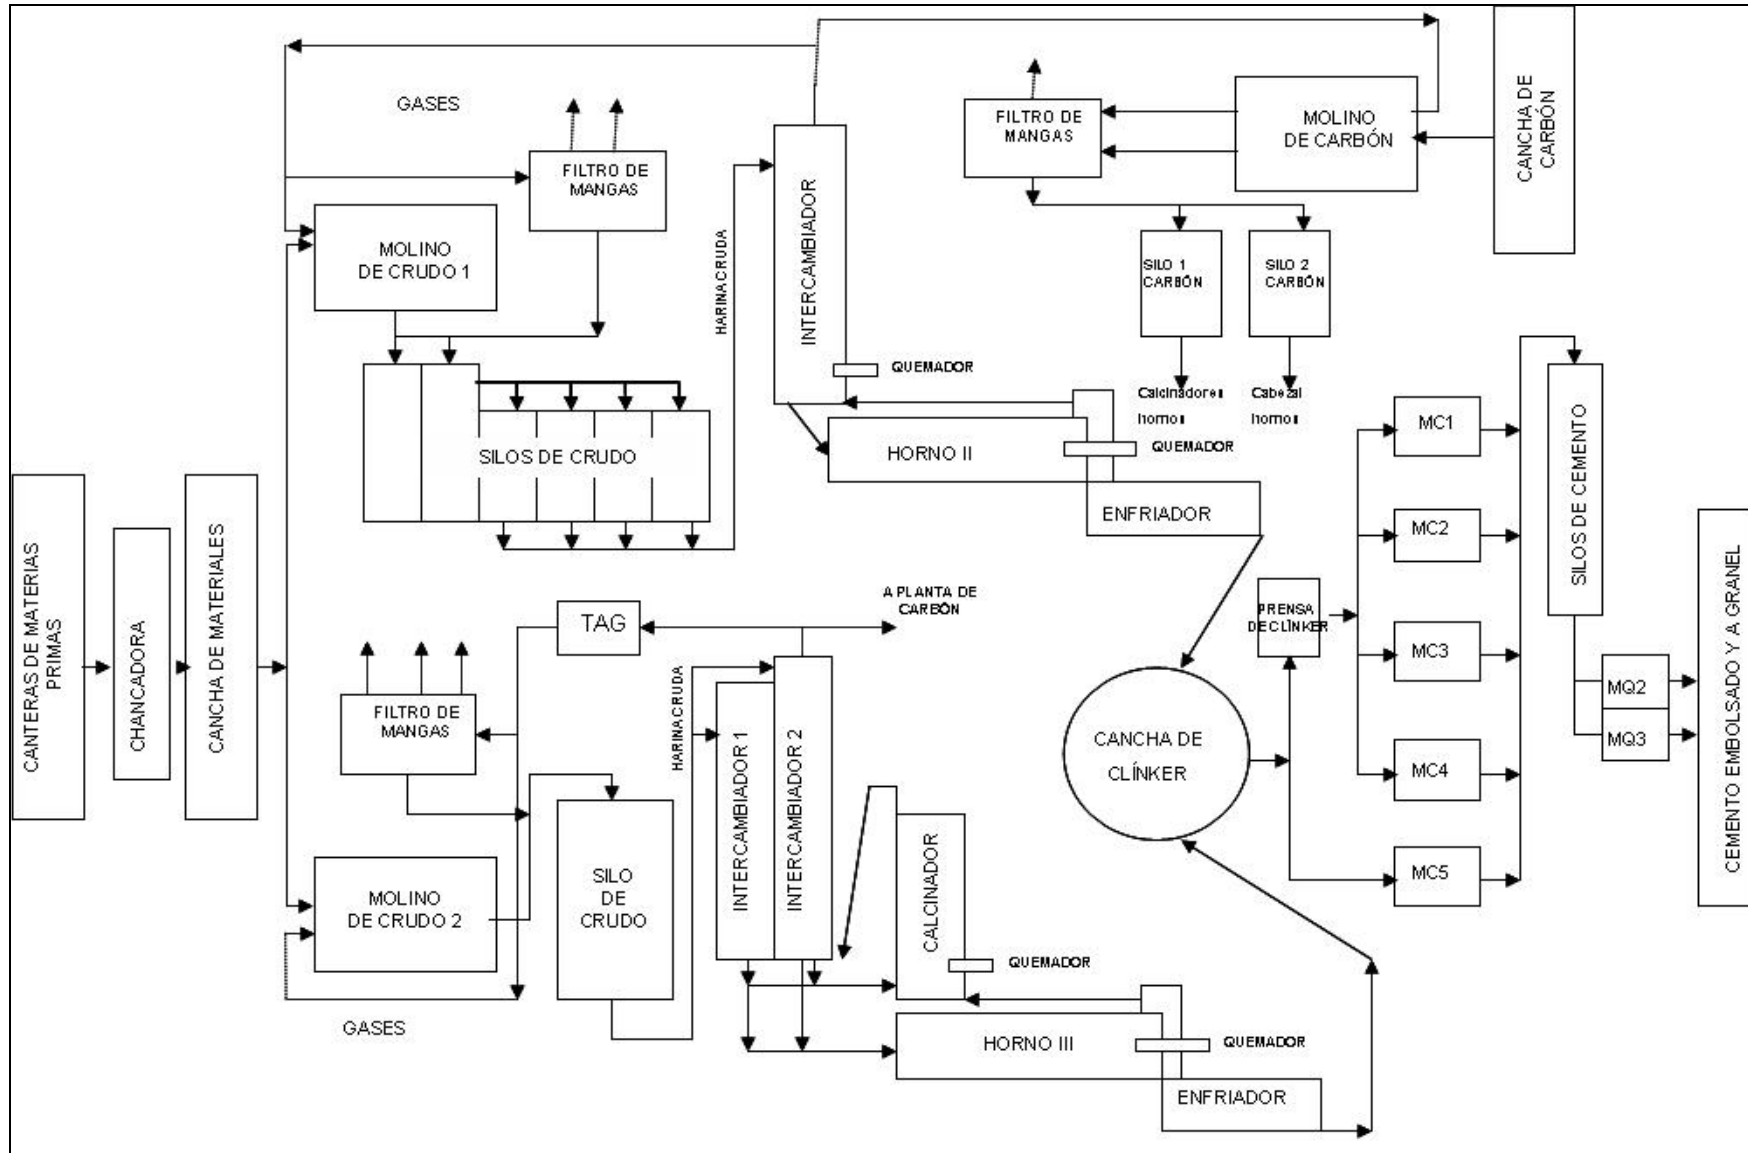 GASES
FILTRO DE
MANGAS
MOLINO
DE CRUDO 1
HARINA CRUDA
INTERCAMBIADOR
QUEMADOR
FILTRO DE
MANGAS
MOLINO
DE CARBÓN
CANCHA DE
CARBÓN
SILO 1
CARBÓN
SILO 2
CARBÓN
Calcinadores
hornos
Cabezal
hornos
SILOS DE CRUDO
HORNO II
QUEMADOR
ENFRIADOR
CANTERAS DE MATERIAS
PRIMAS
CHANCADORA
CANCHA DE MATERIALES
TAG
A PLANTA DE
CARBÓN
FILTRO DE
MANGAS
HARINA CRUDA
INTERCAMBIADOR 1
INTERCAMBIADOR 2
MOLINO
DE CRUDO 2
SILO
DE
CRUDO
GASES
CALCINADOR
QUEMADOR
HORNO III
QUEMADOR
ENFRIADOR
CANCHA DE
CLÍNKER
PRENSA
DE CLÍNKER
MC1
MC2
MC3
MC4
MC5
SILOS DE CEMENTO
MQ2
MQ3
CEMENTO EMBOLSADO Y A GRANEL